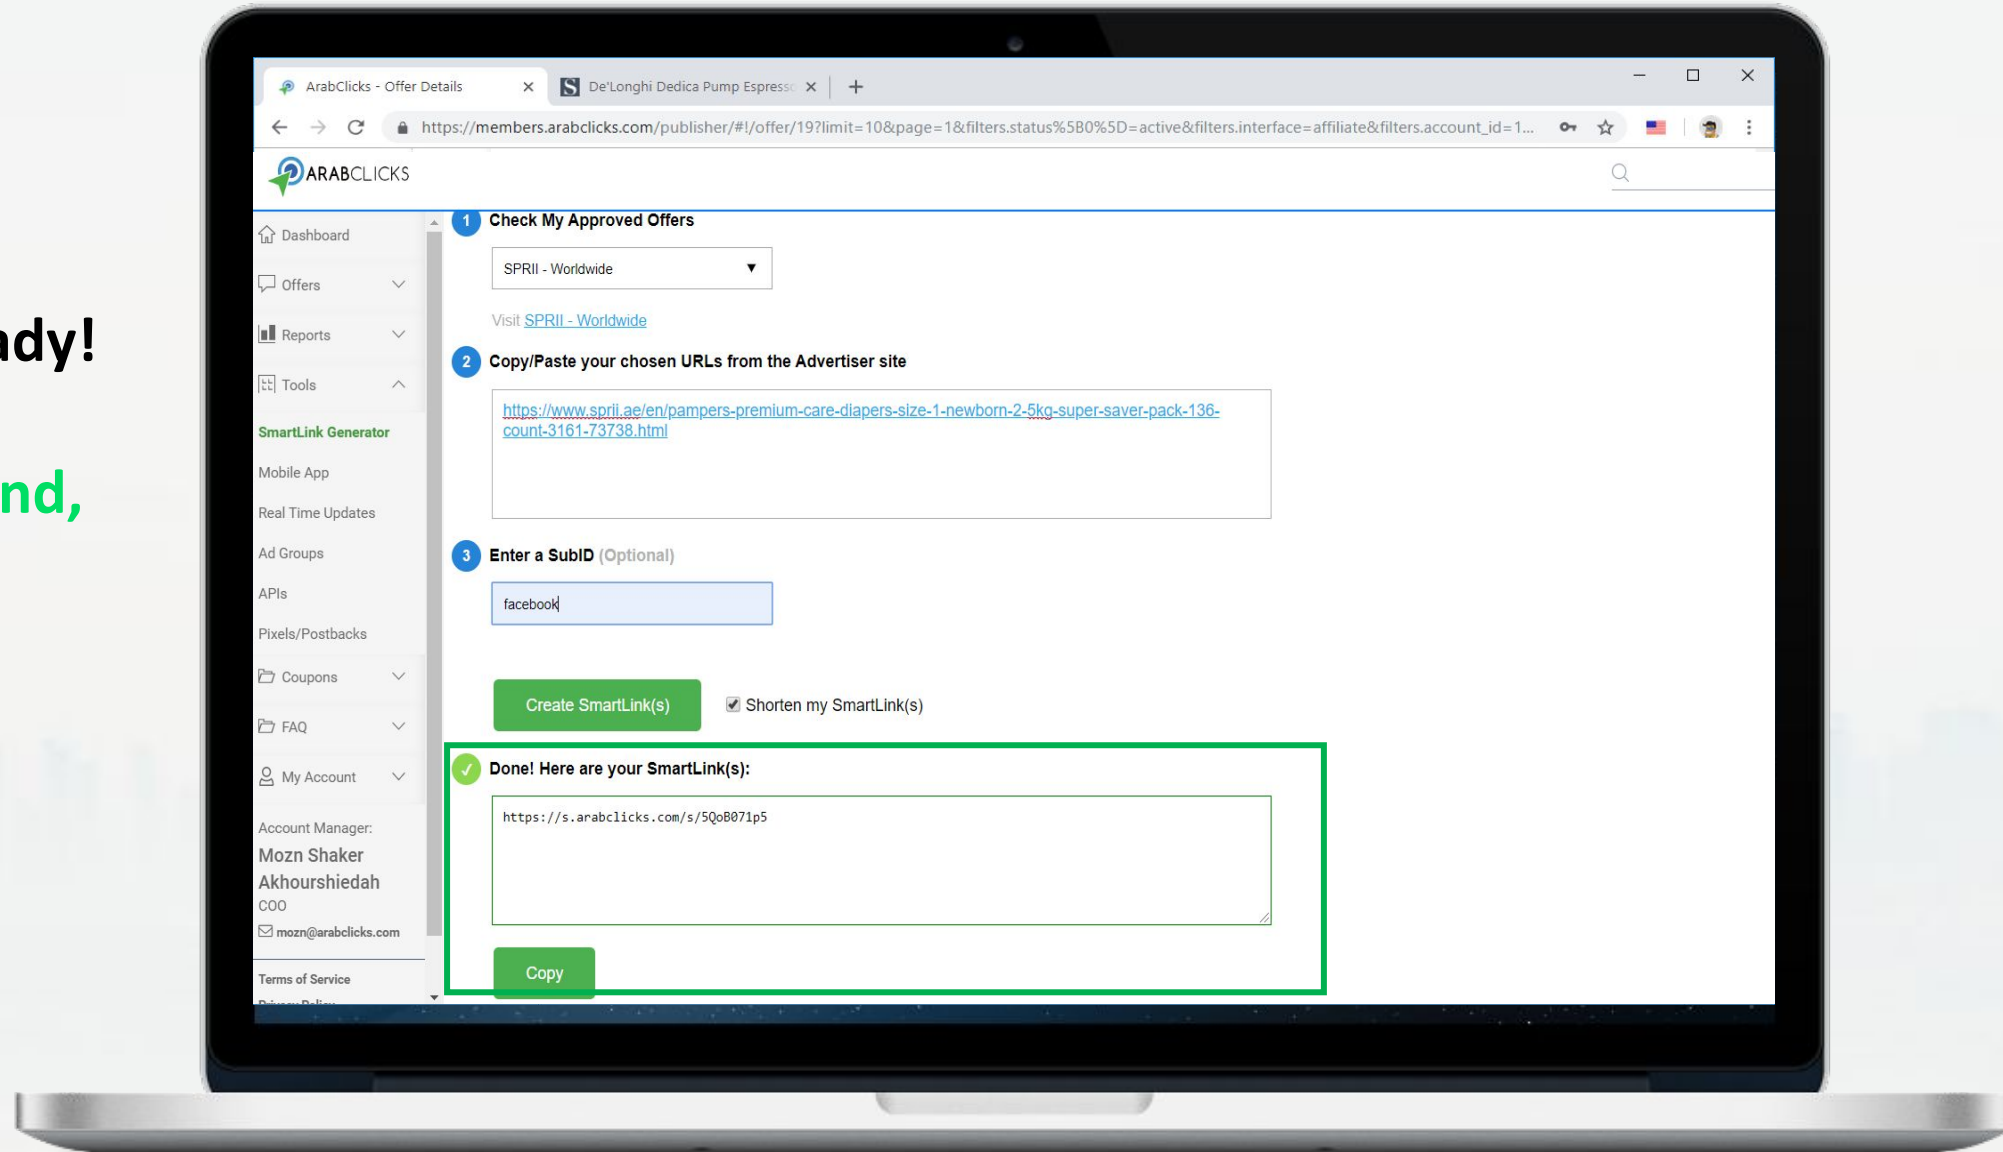 ady!
nd,
ArabClicks - Offer Details
De'Longhi Dedica Pump Espresso
https://members.arabclicks.com/publisher/#!/offer/19?limit=10&page=1&filters.status%5B0%5D=active&filters.interface=affiliate&filters.account_id=1...
ARABCLICKS
Dashboard
Offers
Reports
Tools
SmartLink Generator
Mobile App
Real Time Updates
Ad Groups
APIs
Pixels/Postbacks
Coupons
FAQ
My Account
Account Manager:
Mozn Shaker
Akhourshiedah
COO
mozn@arabclicks.com
Terms of Service
Privacy Policy
1 Check My Approved Offers
SPRII - Worldwide
Visit SPRII - Worldwide
2 Copy/Paste your chosen URLs from the Advertiser site
https://www.sprii.ae/en/pampers-premium-care-diapers-size-1-newborn-2-5kg-super-saver-pack-136-
count-3161-73738.html
3 Enter a SubID (Optional)
facebook
Create SmartLink(s)
Shorten my SmartLink(s)
Done! Here are your SmartLink(s):
https://s.arabclicks.com/s/5QoB071p5
Copy